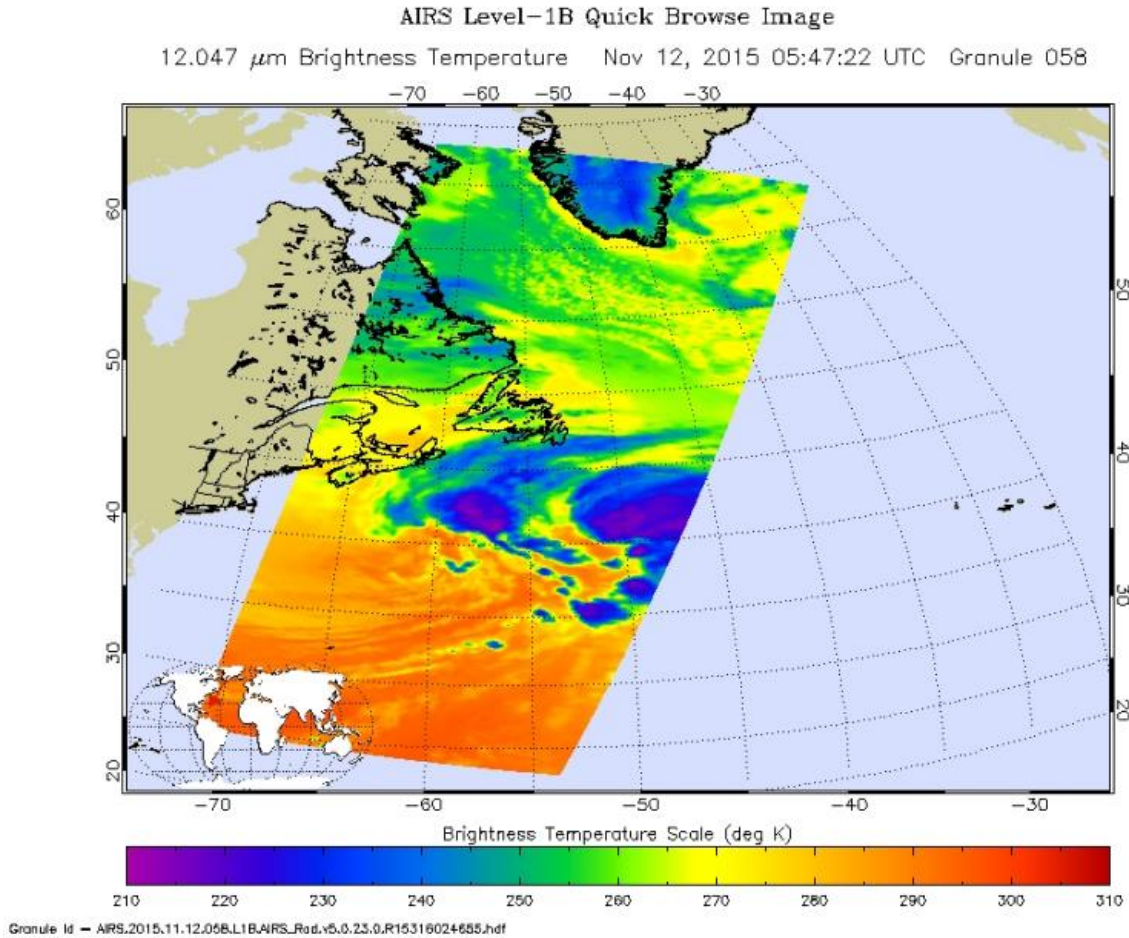 AIRS Level-1B Quick Browse Image
12.047 μm Brightness Temperature Nov 12, 2015 05:47:22 UTC Granule 058
-70 -60 -50 -40 -30
60
50
40
30
20
50
40
30
20
-70 -60 -50 -40 -30
Brightness Temperature Scale (deg K)
210 220 230 240 250 260 270 280 290 300 310
Granule Id - AIRS.2015.11.12.058.L1B.AIRS_Rad.v5.0.23.0.R15316024655.hdf